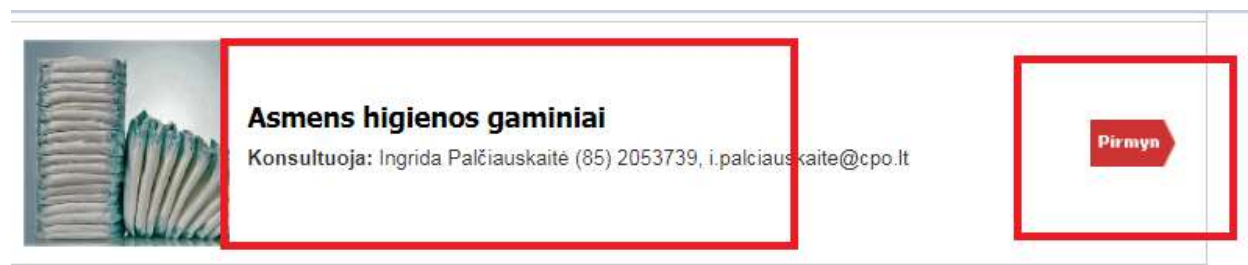 Asmens higienos gaminiai
Konsultuoja: Ingrida Palčiauskaitė (85) 2053739, i.palciauskaite@cpo.lt
Pirmyn